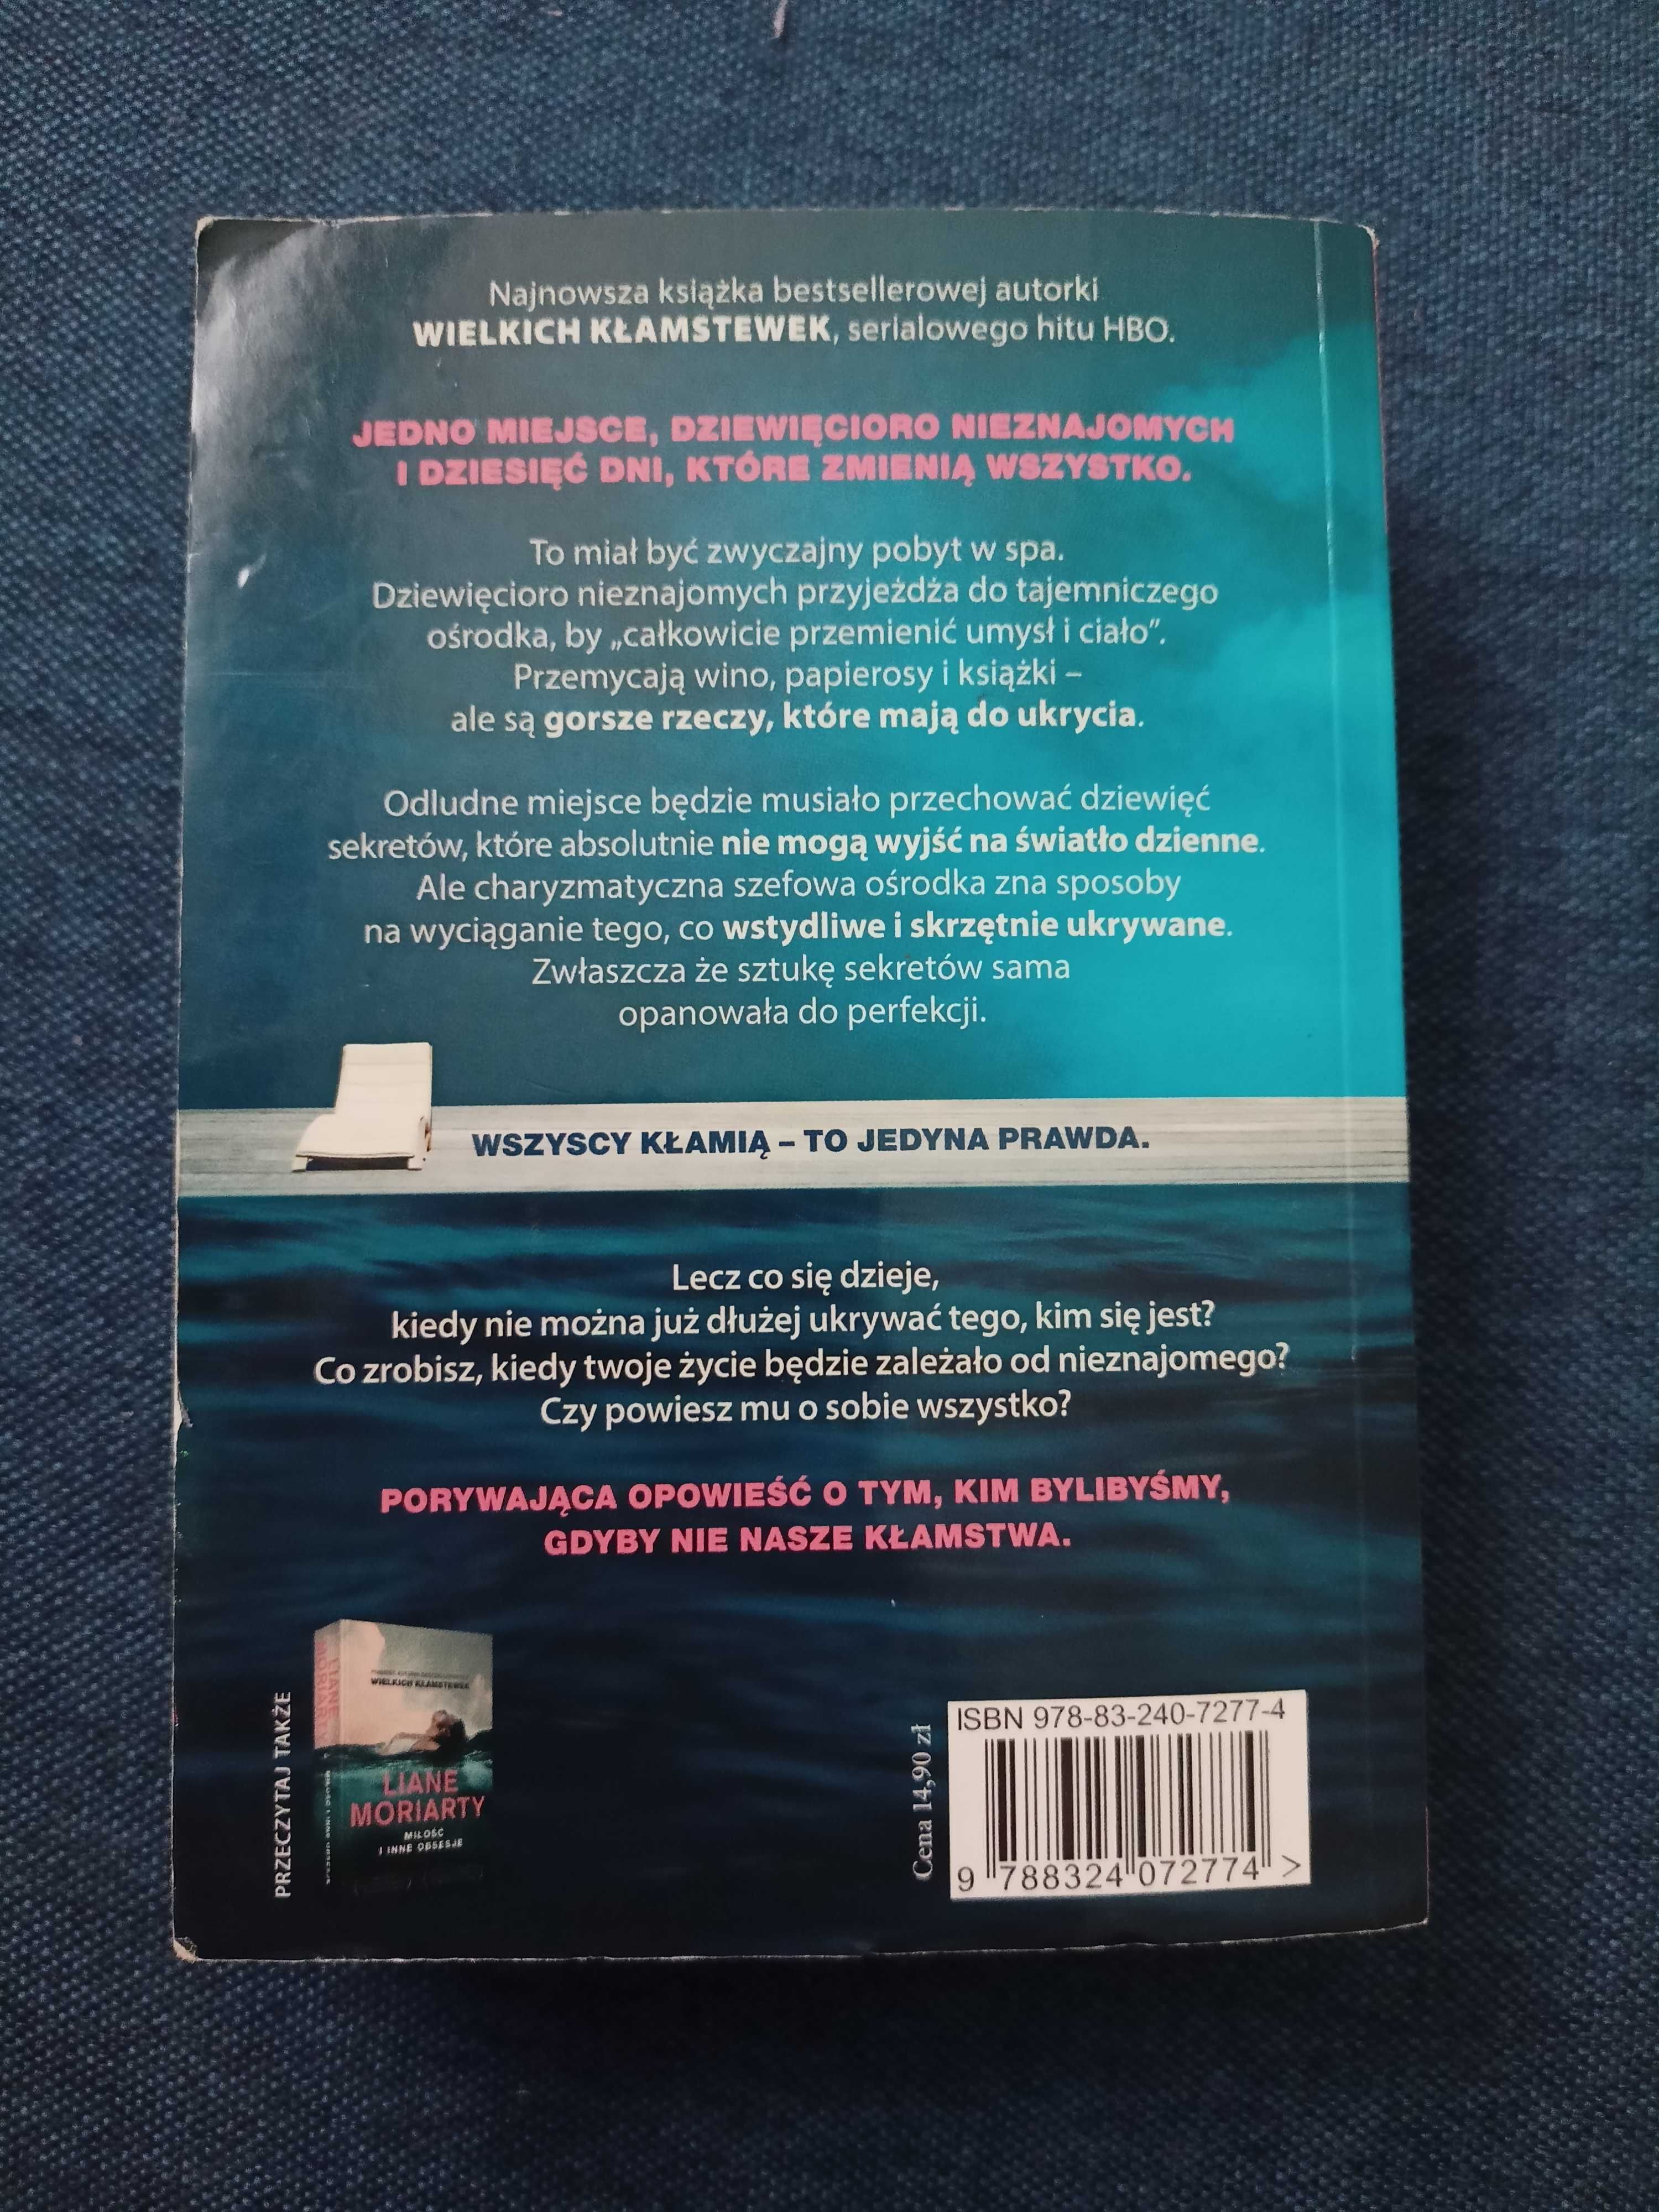 Najnowsza książka bestsellerowej autorki
WIELKICH KŁAMSTEWEK, serialowego hitu HBO.
JEDNO MIEJSCE, DZIEWIĘCIORO NIEZNAJOMYCH
I DZIESIĘĆ DNI, KTÓRE ZMIENIĄ WSZYSTKO.
To miał być zwyczajny pobyt w spa.
Dziewięcioro nieznajomych przyjeżdża do tajemniczego
ośrodka, by „całkowicie przemienić umysł i ciało”.
Przemycają wino, papierosy i książki –
ale są gorsze rzeczy, które mają do ukrycia.
Odludne miejsce będzie musiało przechować dziewięć
sekretów, które absolutnie nie mogą wyjść na światło dzienne.
Ale charyzmatyczna szefowa ośrodka zna sposoby
na wyciąganie tego, co wstydliwe i skrzętnie ukrywane.
Zwłaszcza że sztukę sekretów sama
opanowała do perfekcji.
WSZYSCY KŁAMIĄ – TO JEDYNA PRAWDA.
Lecz co się dzieje,
kiedy nie można już dłużej ukrywać tego, kim się jest?
Co zrobisz, kiedy twoje życie będzie zależało od nieznajomego?
Czy powiesz mu o sobie wszystko?
PORYWAJĄCA OPOWIEŚĆ O TYM, KIM BYLIBYŚMY,
GDYBY NIE NASZE KŁAMSTWA.
PRZECZYTAJ TAKŻE
WIELKICH KŁAMSTEWEK
LIANE
MORIARTY
MIŁOŚĆ
I INNE OBSESJE
LIANE
MORIARTY
Cena 14,90 zł
ISBN 978-83-240-7277-4
9 788324 072774 >